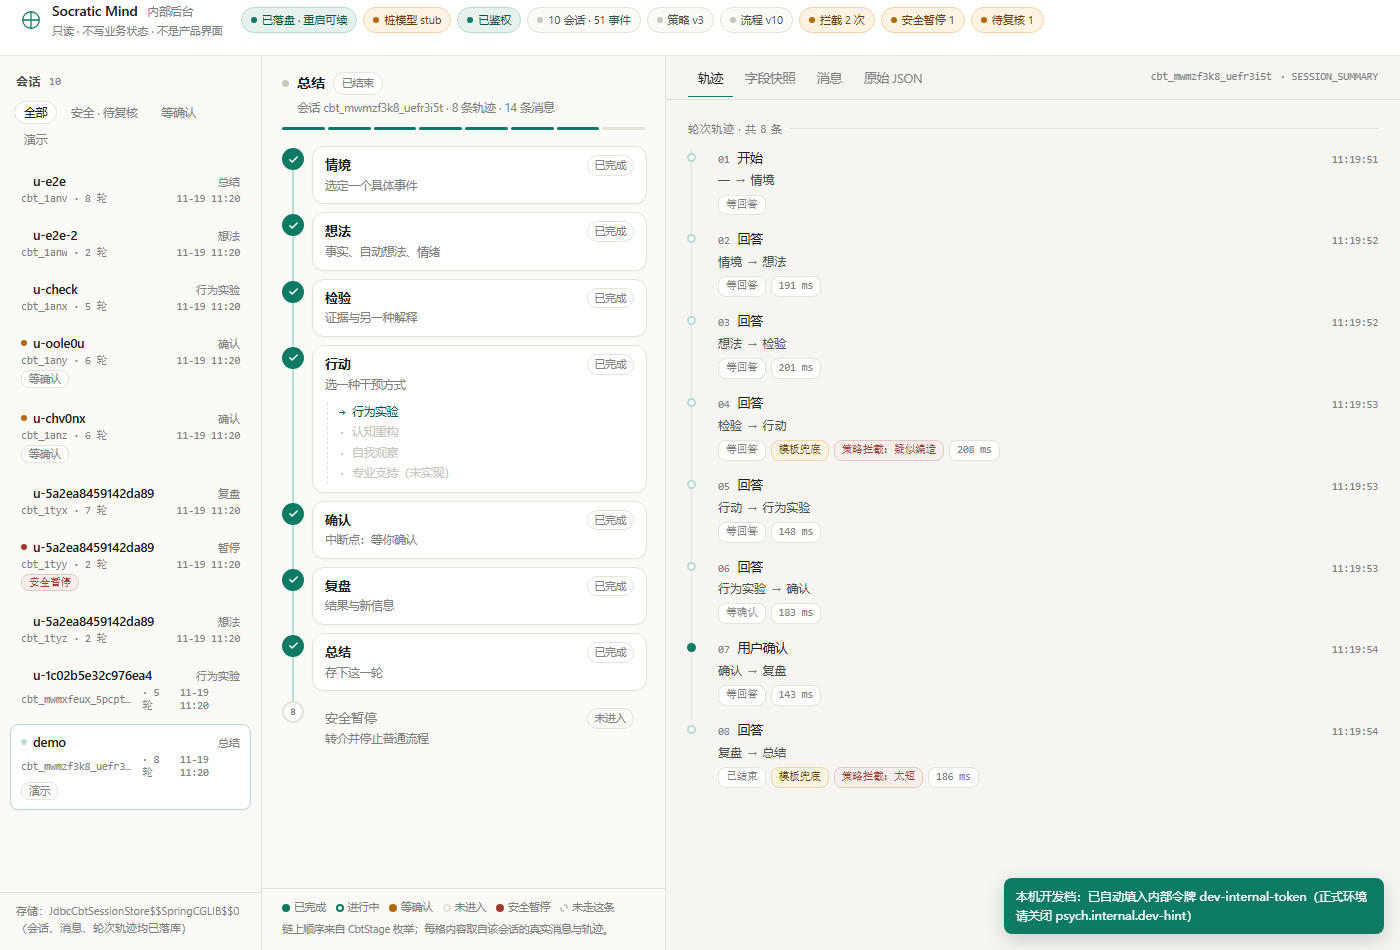 Socratic Mind 内部后台
只读 · 不写业务状态 · 不是产品界面
已落盘 · 重启可续
桩模型 stub
已鉴权
10 会话 · 51 事件
策略 v3
流程 v10
拦截 2 次
安全暂停 1
待复核 1
会话 10
全部 安全 · 待复核 等确认
演示
u-e2e 总结
cbt_1anv · 8 轮 11-19 11:20
u-e2e-2 想法
cbt_1anw · 2 轮 11-19 11:20
u-check 行为实验
cbt_1anx · 5 轮 11-19 11:20
u-oole0u 确认
cbt_1any · 6 轮 11-19 11:20
等确认
u-chv0nx 确认
cbt_1anz · 6 轮 11-19 11:20
等确认
u-5a2ea8459142da89 复盘
cbt_1tyx · 7 轮 11-19 11:20
u-5a2ea8459142da89 暂停
cbt_1tyy · 2 轮 11-19 11:20
安全暂停
u-5a2ea8459142da89 想法
cbt_1tyz · 2 轮 11-19 11:20
u-1c02b5e32c976ea4 行为实验
cbt_mwmxfeux_5pcpt… · 5 轮 11-19 11:20
demo 总结
cbt_mwmzf3k8_uefr3… · 8 轮 11-19 11:20
演示
存储: JdbcCbtSessionStore$$SpringCGLIB$$0
（会话、消息、轮次轨迹均已落库）
总结 已结束
会话 cbt_mwmzf3k8_uefr3i5t · 8 条轨迹 · 14 条消息
情境 已完成
选定一个具体事件
想法 已完成
事实、自动想法、情绪
检验 已完成
证据与另一种解释
行动 已完成
选一种干预方式
→ 行为实验
· 认知重构
· 自我观察
· 专业支持（未实现）
确认 已完成
中断点：等你确认
复盘 已完成
结果与新信息
总结 已完成
存下这一轮
8 安全暂停 未进入
转介并停止普通流程
已完成 进行中 等确认 未进入 安全暂停 未走这条
链上顺序来自 CbtStage 枚举；每格内容取自该会话的真实消息与轨迹。
轨迹 字段快照 消息 原始 JSON
cbt_mwmzf3k8_uefr3i5t · SESSION_SUMMARY
轮次轨迹 · 共 8 条
01 开始 11:19:51
— → 情境
等回答
02 回答 11:19:52
情境 → 想法
等回答 191 ms
03 回答 11:19:52
想法 → 检验
等回答 201 ms
04 回答 11:19:53
检验 → 行动
等回答 模板兜底 策略拦截：疑似编造 208 ms
05 回答 11:19:53
行动 → 行为实验
等回答 148 ms
06 回答 11:19:53
行为实验 → 确认
等确认 183 ms
07 用户确认 11:19:54
确认 → 复盘
等回答 143 ms
08 回答 11:19:54
复盘 → 总结
已结束 模板兜底 策略拦截：太短 186 ms
本机开发档：已自动填入内部令牌 dev-internal-token（正式环境
请关闭 psych.internal.dev-hint）